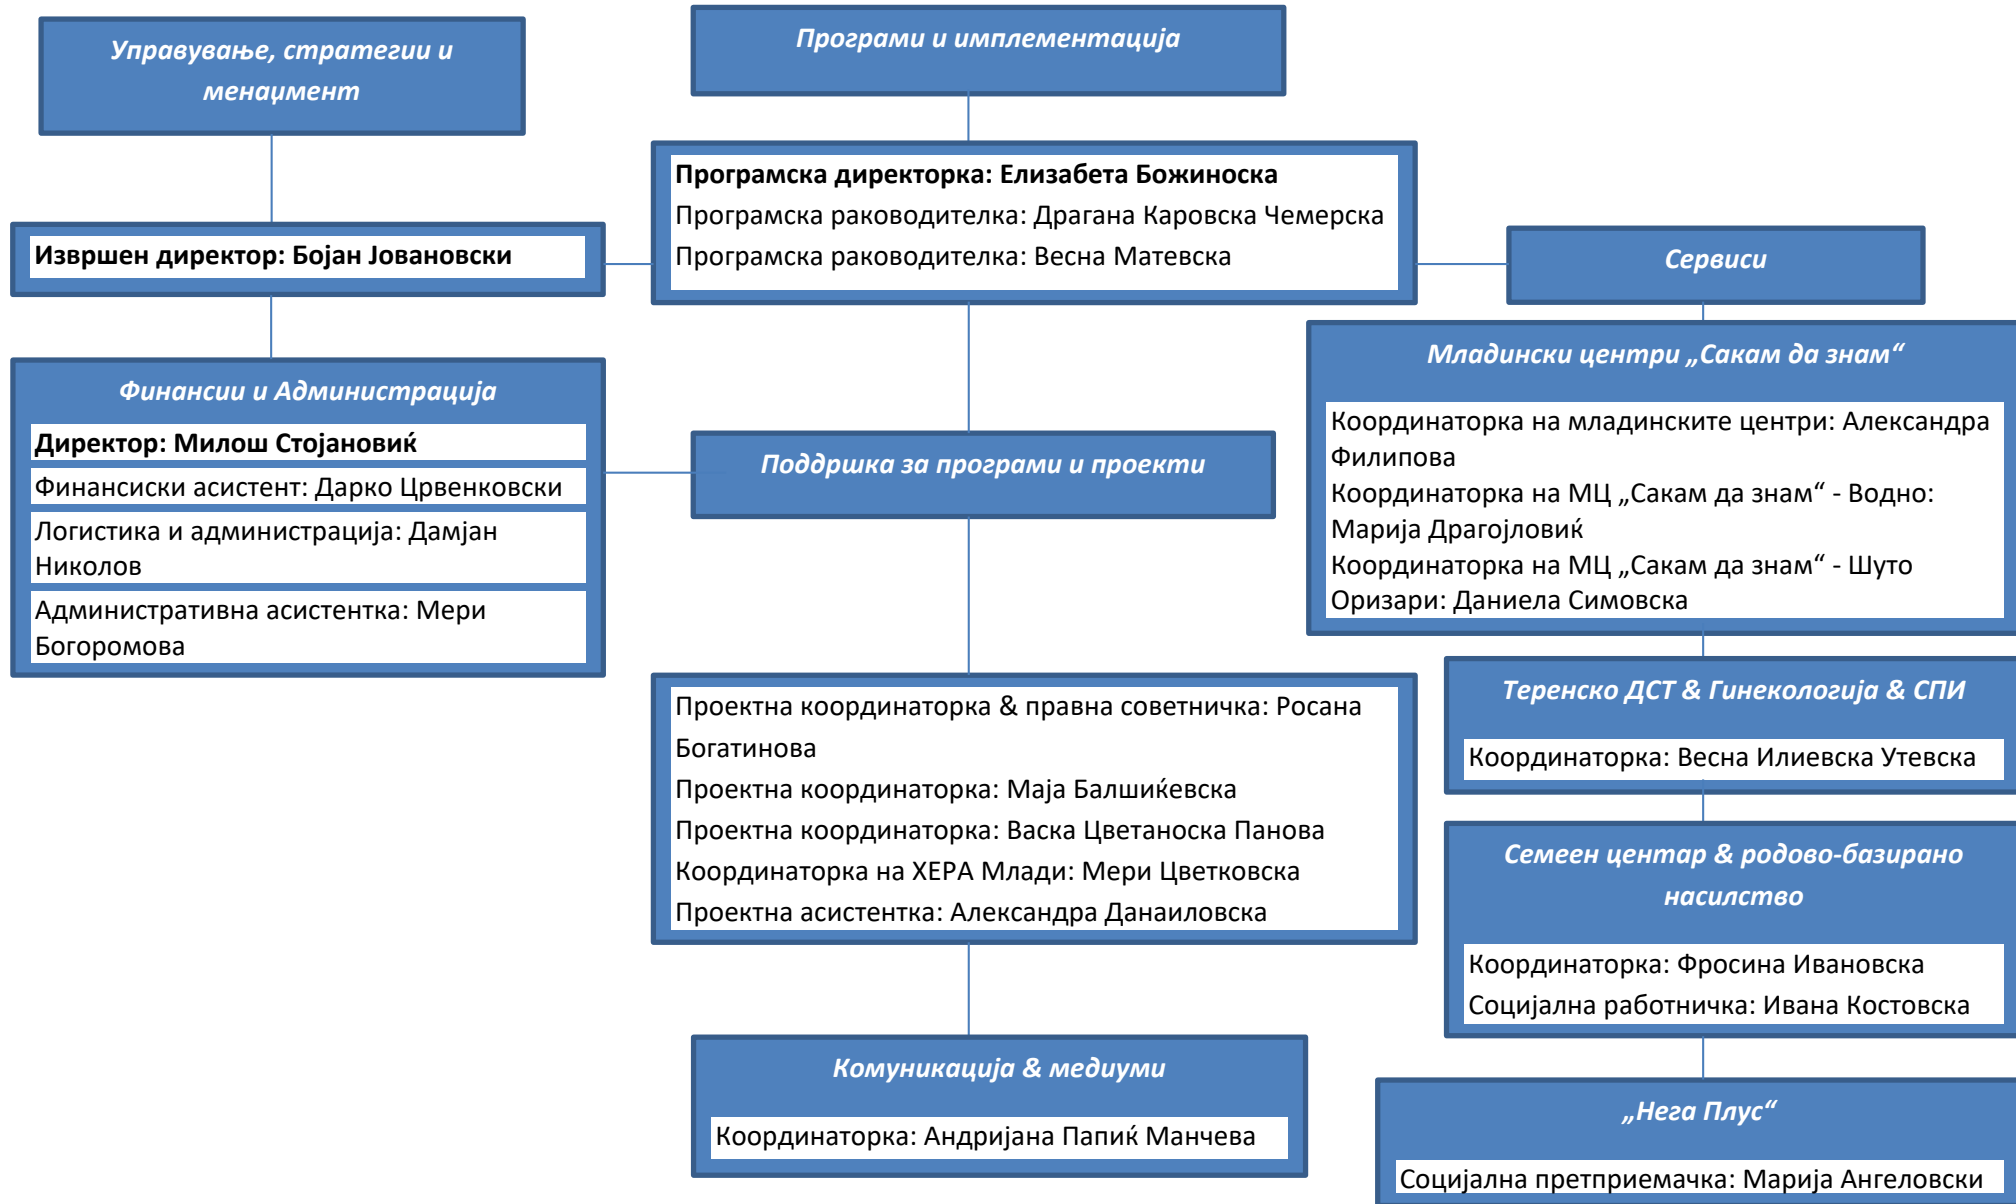 Управување, стратегии и
менаџмент
Извршен директор: Бојан Јовановски
Финансии и Администрација
Директор: Милош Стојановиќ
Финансиски асистент: Дарко Црвенковски
Логистика и администрација: Дамјан
Николов
Административна асистентка: Мери
Богоромова
Програми и имплементација
Програмска директорка: Елизабета Божиноска
Програмска раководителка: Драгана Каровска Чемерска
Програмска раководителка: Весна Матевска
Поддршка за програми и проекти
Проектна координаторка & правна советничка: Росана
Богатинова
Проектна координаторка: Маја Балшиќевска
Проектна координаторка: Васка Цветаноска Панова
Координаторка на ХЕРА Млади: Мери Цветковска
Проектна асистентка: Александра Данаиловска
Комуникација & медиуми
Координаторка: Андријана Папиќ Манчева
Сервиси
Младински центри „Сакам да знам“
Координаторка на младинските центри: Александра
Филипова
Координаторка на МЦ „Сакам да знам“ - Водно:
Марија Драгојловиќ
Координаторка на МЦ „Сакам да знам“ - Шуто
Оризари: Даниела Симовска
Теренско ДСТ & Гинекологија & СПИ
Координаторка: Весна Илиевска Утевска
Семеен центар & родово-базирано
насилство
Координаторка: Фросина Ивановска
Социјална работничка: Ивана Костовска
„Нега Плус“
Социјална претприемачка: Марија Ангеловски